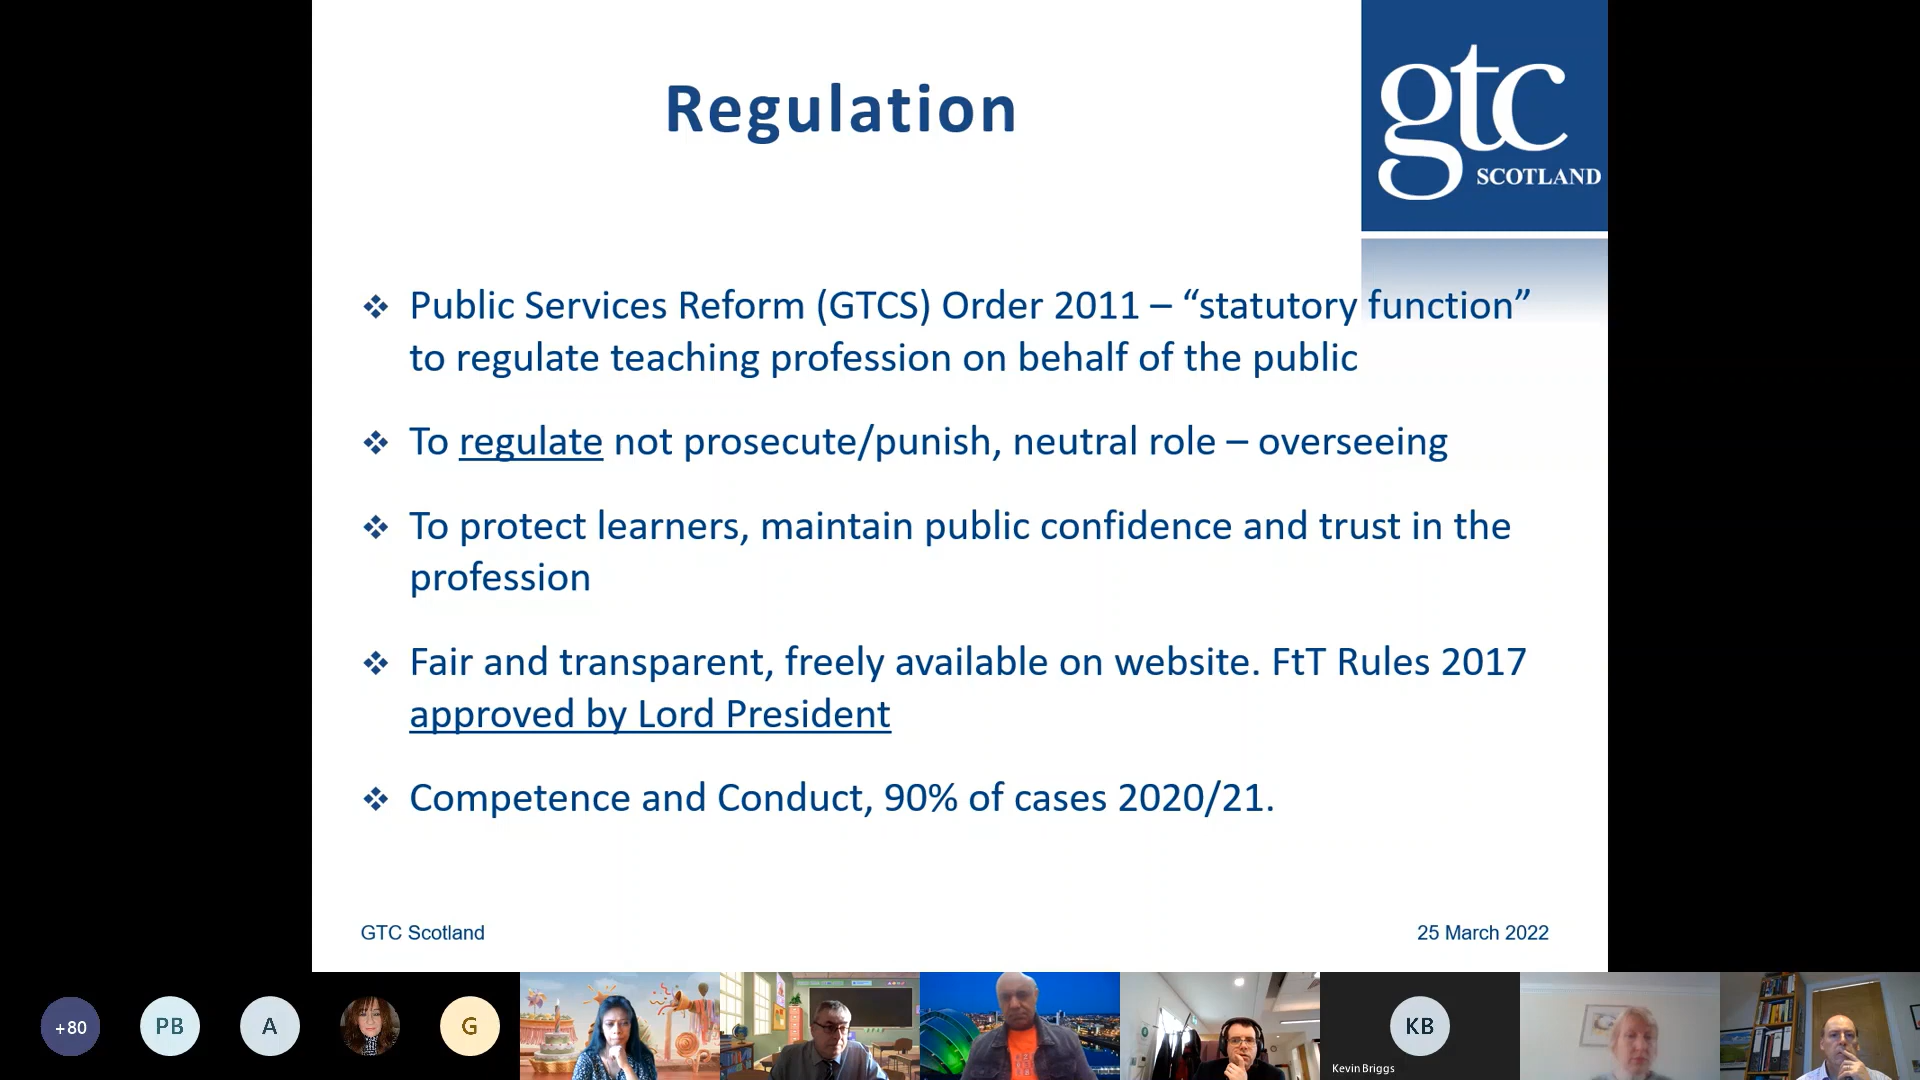 Regulation
gtc
SCOTLAND
❖ Public Services Reform (GTCS) Order 2011 – “statutory function”
to regulate teaching profession on behalf of the public
❖ To regulate not prosecute/punish, neutral role – overseeing
❖ To protect learners, maintain public confidence and trust in the
profession
❖ Fair and transparent, freely available on website. FtT Rules 2017
approved by Lord President
❖ Competence and Conduct, 90% of cases 2020/21.
GTC Scotland
25 March 2022
+80
PB
A
G
KB
Kevin Briggs